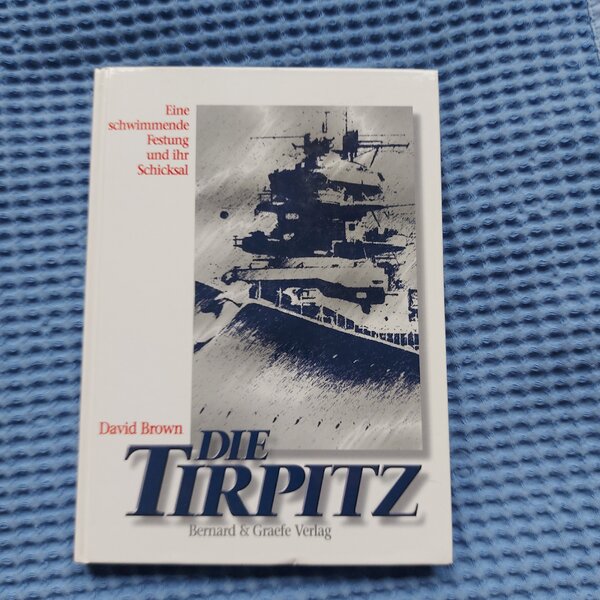 Eine
schwimmende
Festung
und ihr
Schicksal
David Brown
DIE
TIRPITZ
Bernard & Graefe Verlag